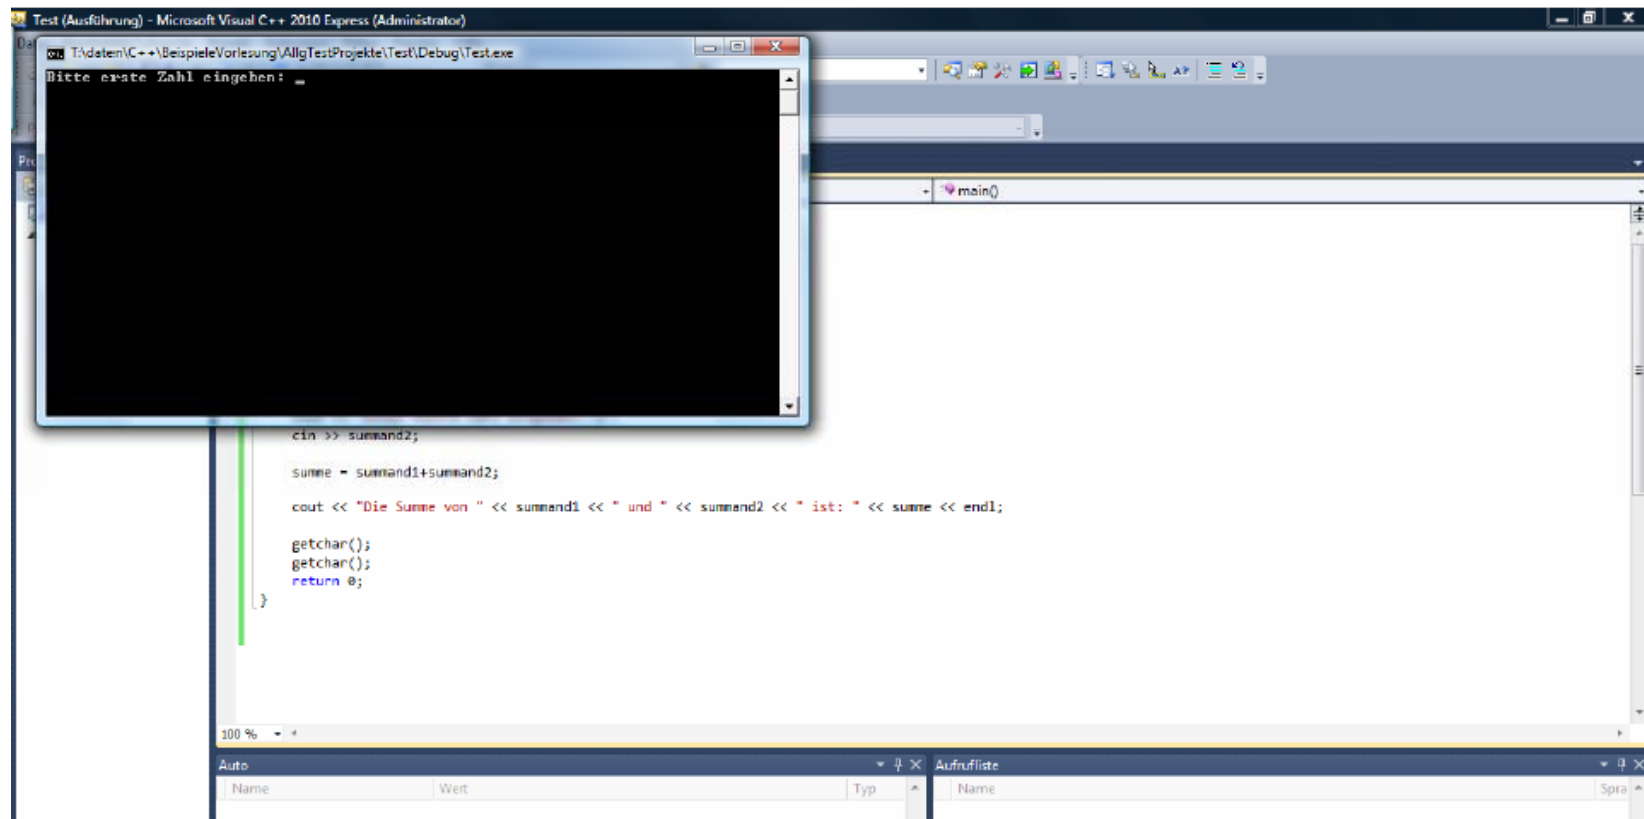 Test (Ausführung) - Microsoft Visual C++ 2010 Express (Administrator)
T:\daten\C++\BeispieleVorlesung\AllgTestProjekte\Test\Debug\Test.exe
Bitte erste Zahl eingeben: _
main()
cin >> summand2;
summe = summand1+summand2;
cout << "Die Summe von " << summand1 << " und " << summand2 << " ist: " << summe << endl;
getchar();
getchar();
return 0;
}
100 %
Auto
Aufrufliste
Name Wert Typ
Name Spra